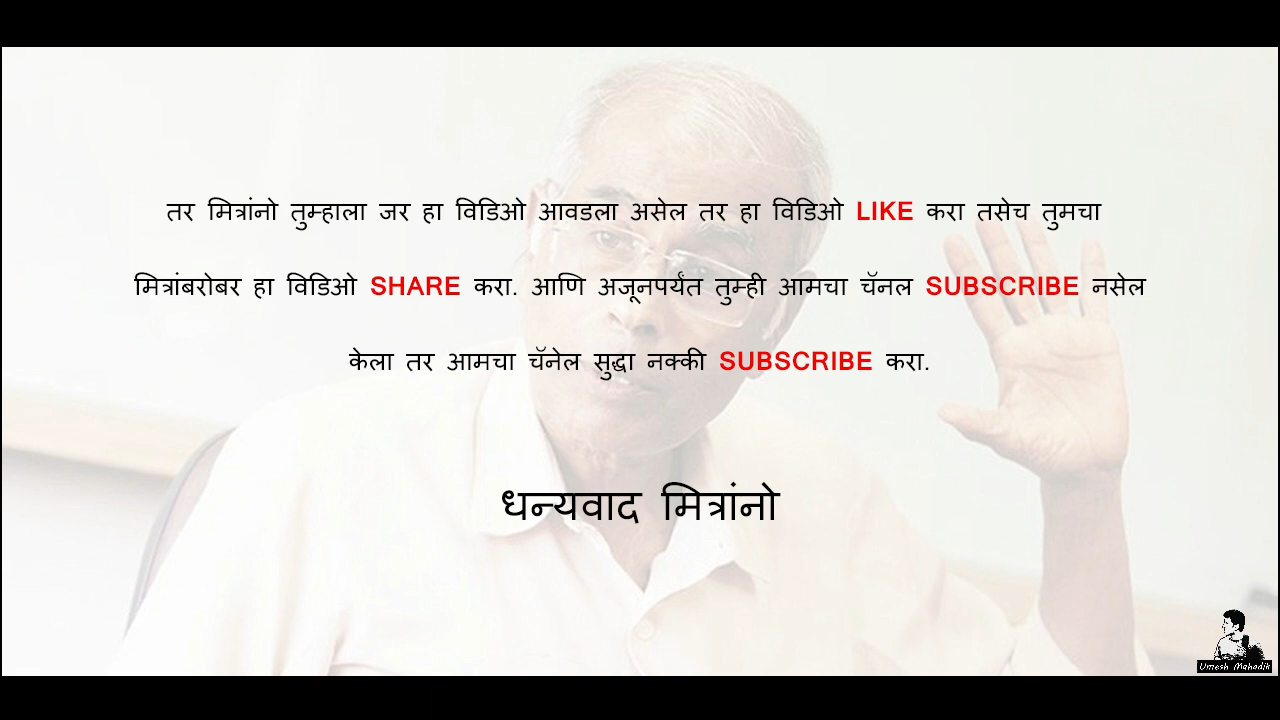 तर मित्रांनो तुम्हाला जर हा विडिओ आवडला असेल तर हा विडिओ LIKE करा तसेच तुमचा
मित्रांबरोबर हा विडिओ SHARE करा. आणि अजूनपर्यंत तुम्ही आमचा चॅनल SUBSCRIBE नसेल
केला तर आमचा चॅनेल सुद्धा नक्की SUBSCRIBE करा.
धन्यवाद मित्रांनो
Umesh Mahadik